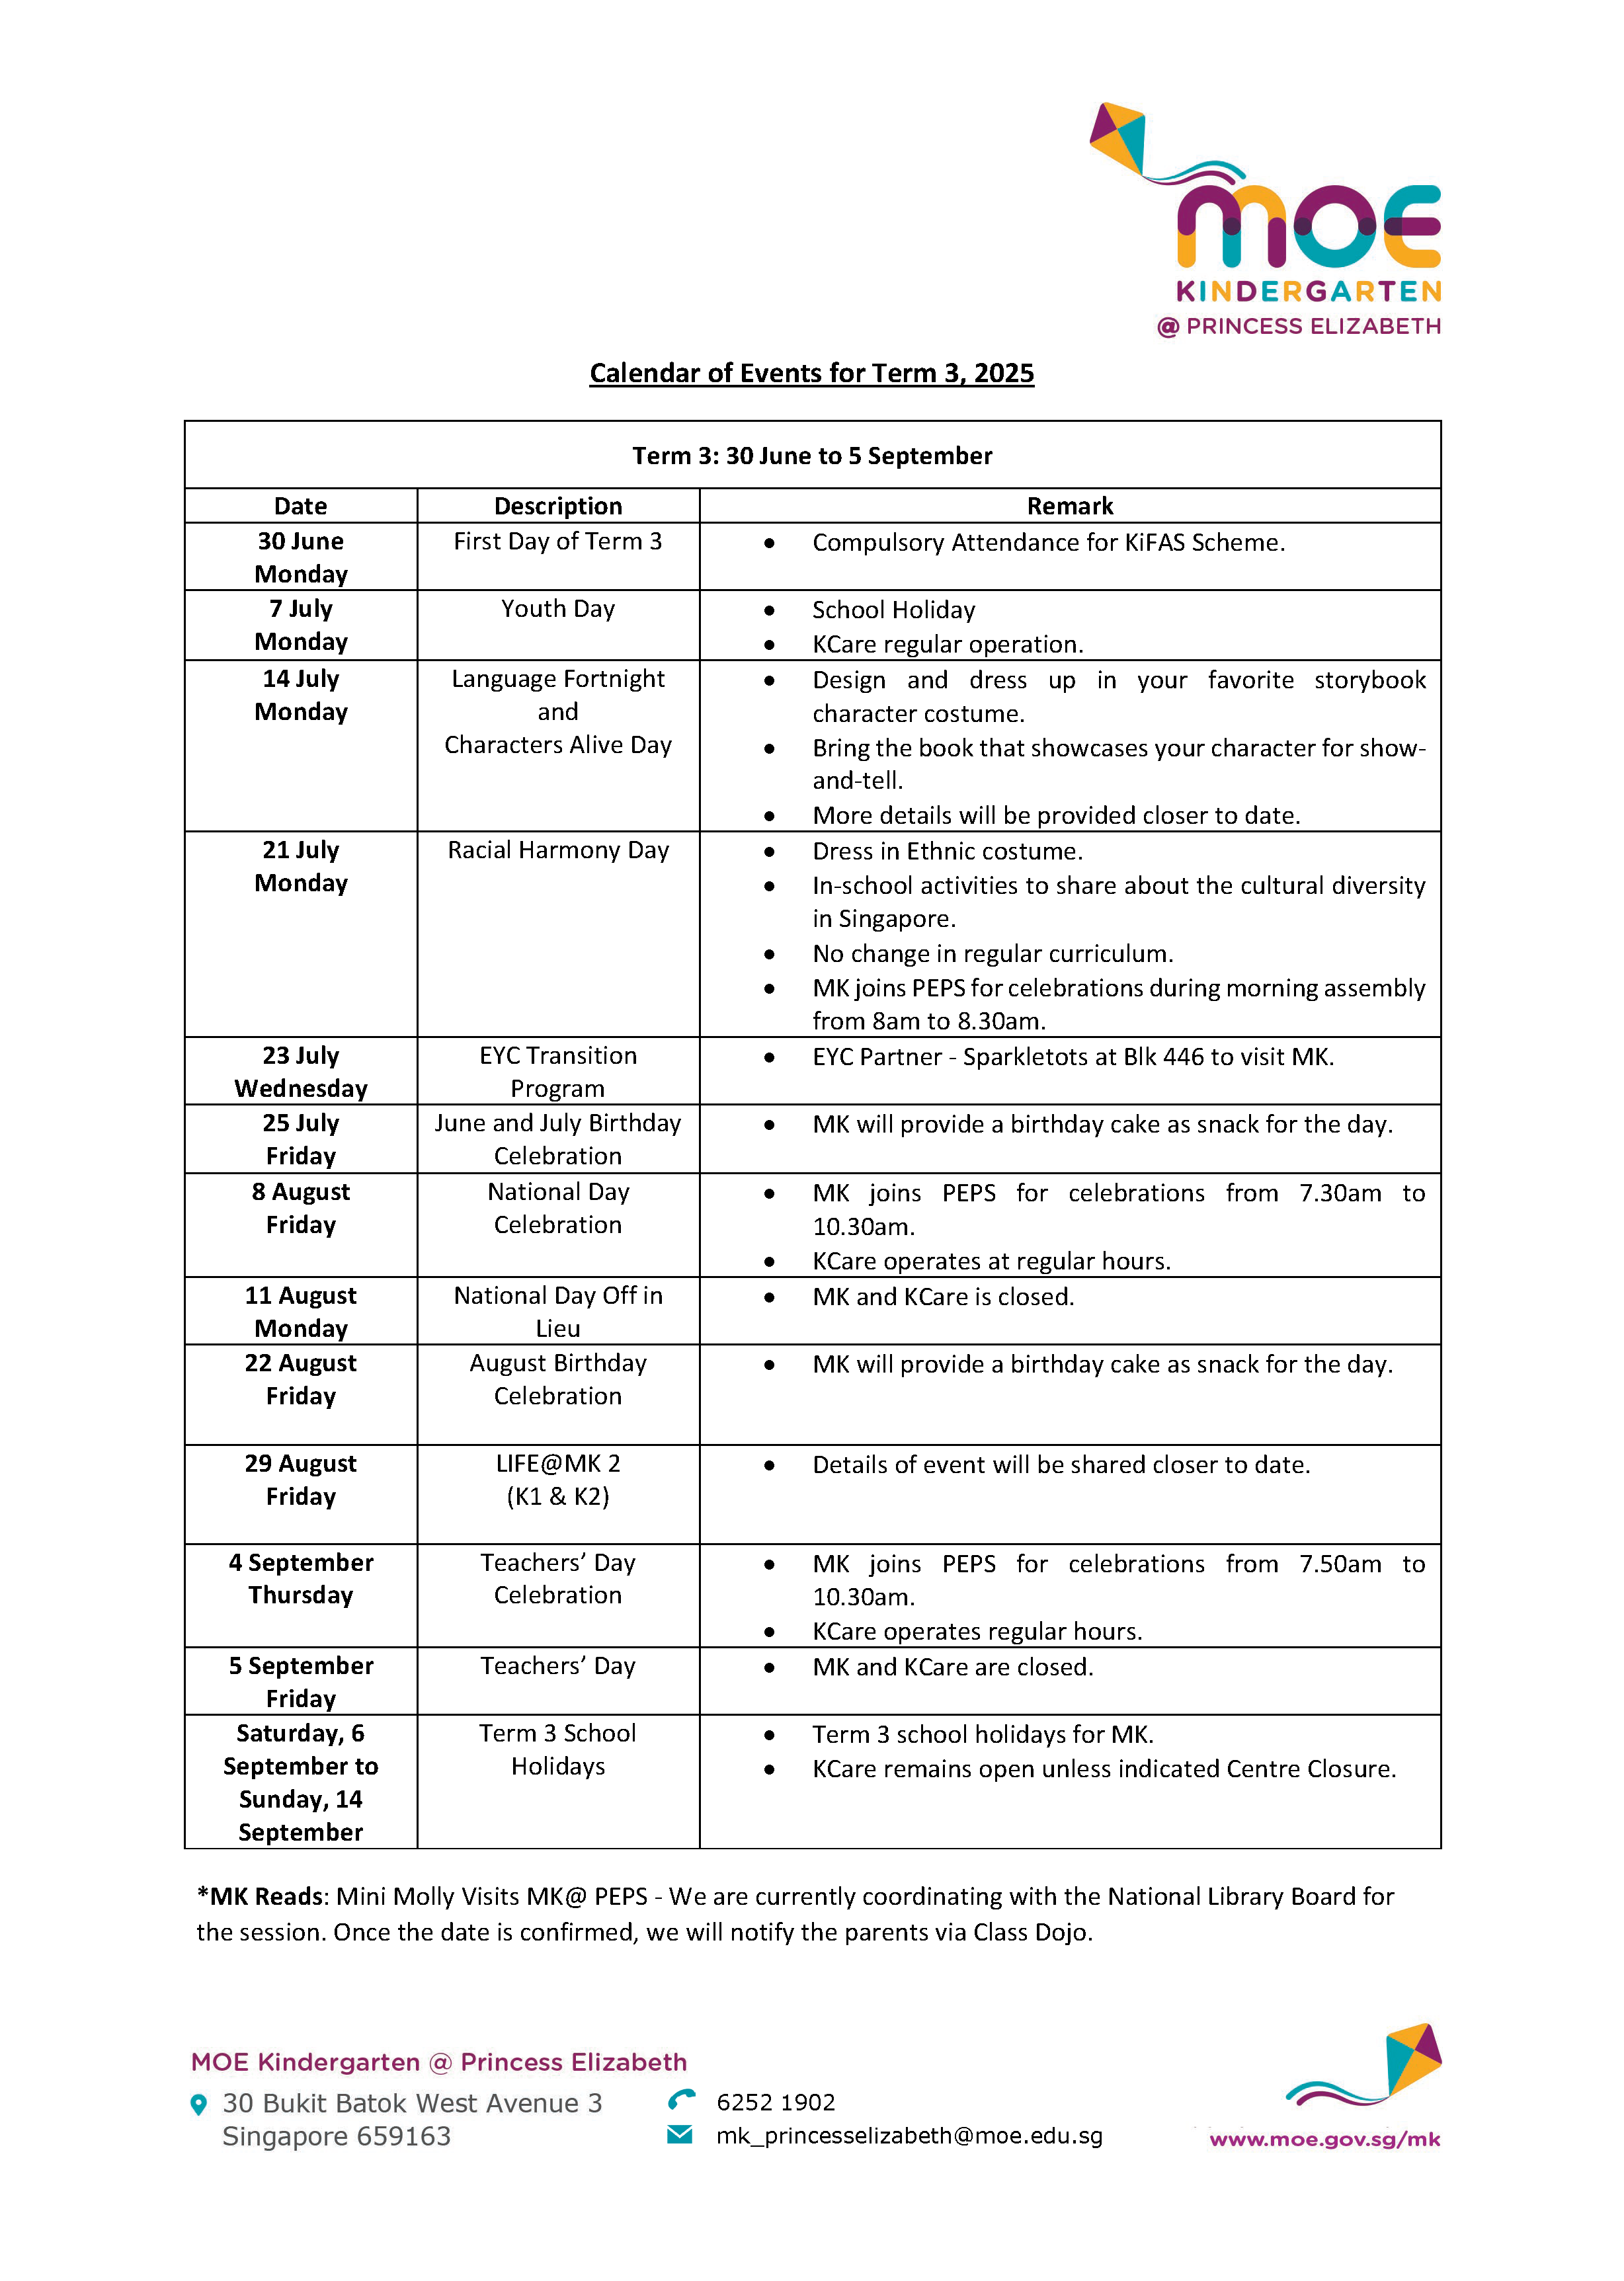 moe
KINDERGARTEN
@ PRINCESS ELIZABETH
Calendar of Events for Term 3, 2025
Term 3: 30 June to 5 September
Date Description Remark
30 June
Monday
First Day of Term 3
• Compulsory Attendance for KiFAS Scheme.
7 July
Monday
Youth Day
• School Holiday
• KCare regular operation.
14 July
Monday
Language Fortnight
and
Characters Alive Day
• Design and dress up in your favorite storybook
character costume.
• Bring the book that showcases your character for show-
and-tell.
• More details will be provided closer to date.
21 July
Monday
Racial Harmony Day
• Dress in Ethnic costume.
• In-school activities to share about the cultural diversity
in Singapore.
• No change in regular curriculum.
• MK joins PEPS for celebrations during morning assembly
from 8am to 8.30am.
23 July
Wednesday
EYC Transition
Program
• EYC Partner - Sparkletots at Blk 446 to visit MK.
25 July
Friday
June and July Birthday
Celebration
• MK will provide a birthday cake as snack for the day.
8 August
Friday
National Day
Celebration
• MK joins PEPS for celebrations from 7.30am to
10.30am.
• KCare operates at regular hours.
11 August
Monday
National Day Off in
Lieu
• MK and KCare is closed.
22 August
Friday
August Birthday
Celebration
• MK will provide a birthday cake as snack for the day.
29 August
Friday
LIFE@MK 2
(K1 & K2)
• Details of event will be shared closer to date.
4 September
Thursday
Teachers’ Day
Celebration
• MK joins PEPS for celebrations from 7.50am to
10.30am.
• KCare operates regular hours.
5 September
Friday
Teachers’ Day
• MK and KCare are closed.
Saturday, 6
September to
Sunday, 14
September
Term 3 School
Holidays
• Term 3 school holidays for MK.
• KCare remains open unless indicated Centre Closure.
*MK Reads: Mini Molly Visits MK@ PEPS - We are currently coordinating with the National Library Board for
the session. Once the date is confirmed, we will notify the parents via Class Dojo.
MOE Kindergarten @ Princess Elizabeth
30 Bukit Batok West Avenue 3
Singapore 659163
6252 1902
mk_princesselizabeth@moe.edu.sg
www.moe.gov.sg/mk